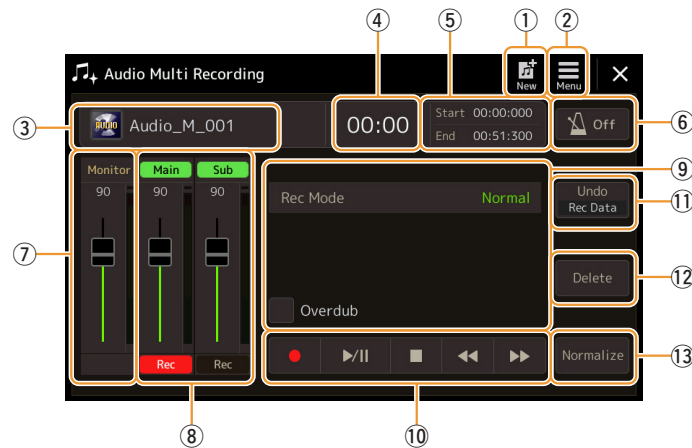 ④ ⑤ ① ②
Audio Multi Recording
New
Menu
③
AUDIO
Audio_M_001
00:00
Start 00:00:000
End 00:51:300
Off
⑥
Monitor Main Sub
90 90 90
Rec Rec
⑦
⑧
Rec Mode Normal
Overdub
⑨
⑩
Undo
Rec Data
⑪
Delete
⑫
Normalize
⑬